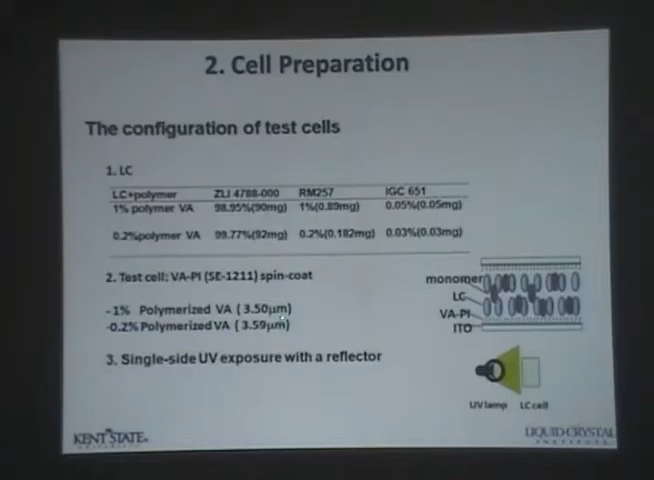 2. Cell Preparation
The configuration of test cells
1. LC
LC+polymer ZLI 4788-000 RM257 IGC 651
1% polymer VA 98.95%(90mg) 1%(0.89mg) 0.05%(0.05mg)
0.2%polymer VA 99.77%(92mg) 0.2%(0.182mg) 0.03%(0.03mg)
2. Test cell: VA-PI (SE-1211) spin-coat
-1% Polymerized VA ( 3.50μm)
-0.2% Polymerized VA ( 3.59μm)
3. Single-side UV exposure with a reflector
monomer
LC
VA-PI
ITO
UV lamp LC cell
KENT STATE
UNIVERSITY
LIQUID CRYSTAL
INSTITUTE